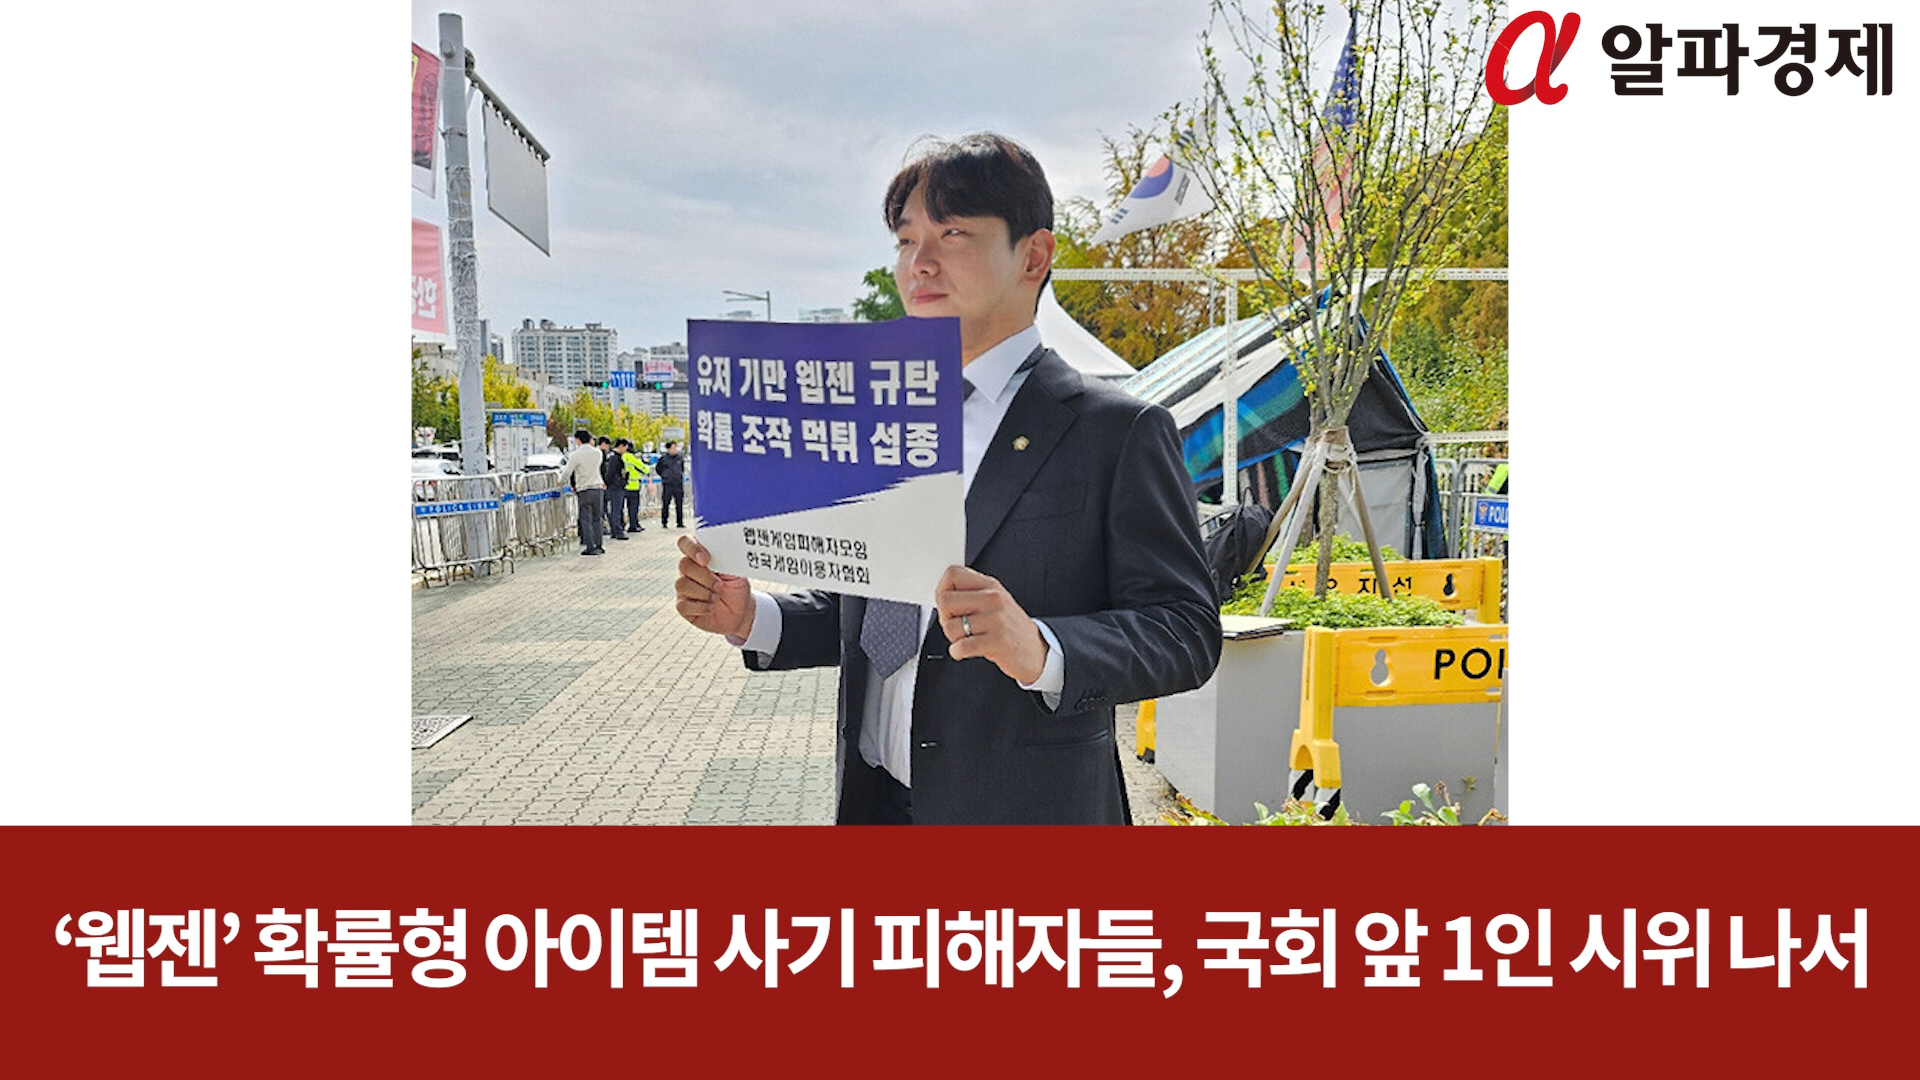 알파경제
유저 기만 웹젠 규탄
확률 조작 먹튀 섭종
웹젠게임피해자모임
한국게임이용자협회
POLICE LINE
‘웹젠’ 확률형 아이템 사기 피해자들, 국회 앞 1인 시위 나서